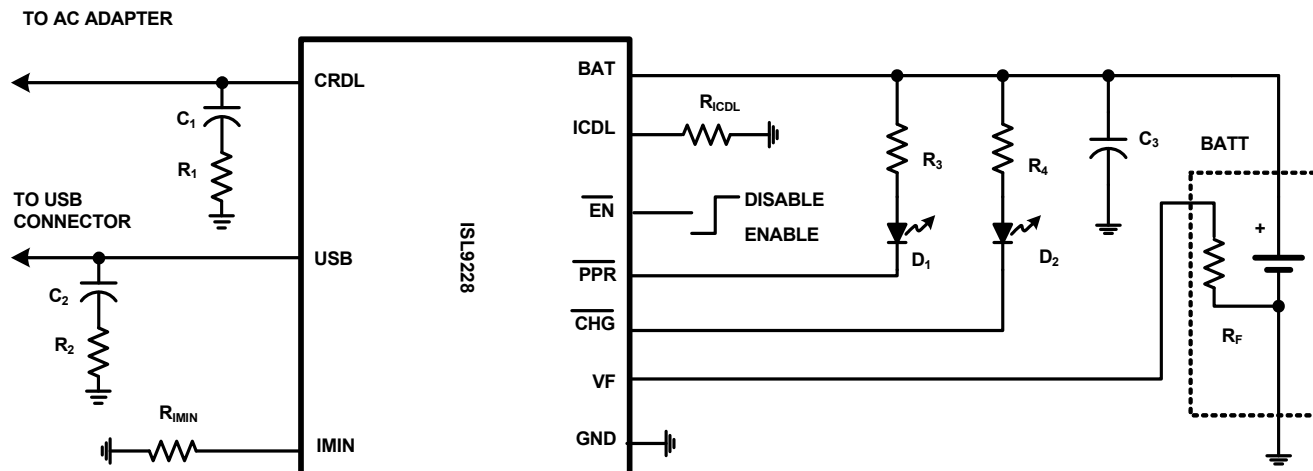 TO AC ADAPTER
CRDL
C1
R1
TO USB
CONNECTOR
USB
C2
R2
RIMIN
IMIN
ISL9228
BAT
ICDL
RICDL
EN
DISABLE
ENABLE
PPR
CHG
VF
GND
R3
D1
R4
D2
C3
BATT
+
RF